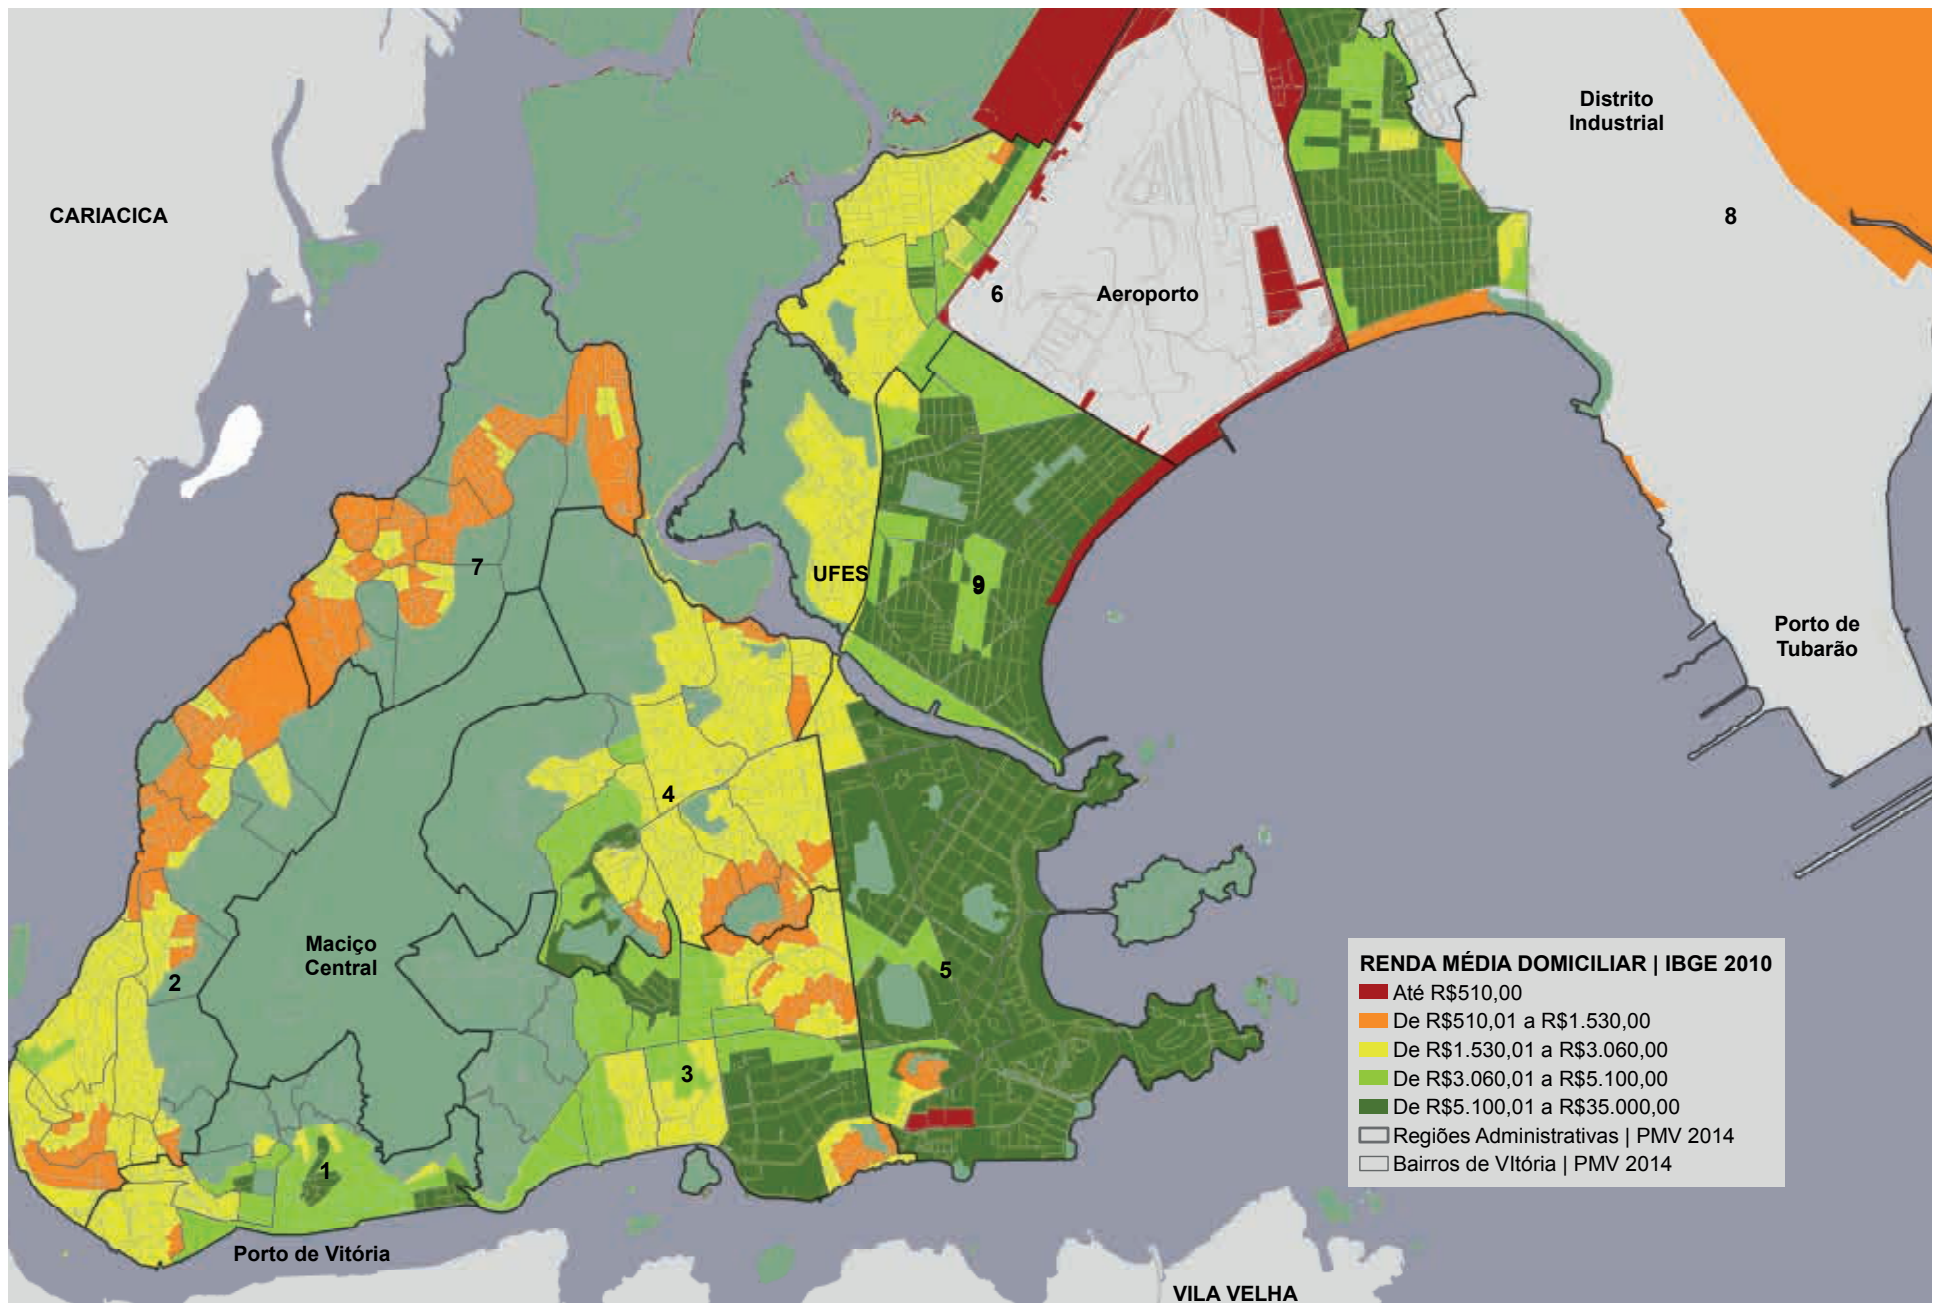 Distrito
Industrial
CARIACICA
8
6
Aeroporto
7
UFES
9
Porto de
Tubarão
4
Maciço
Central
2
5
3
1
Porto de Vitória
VILA VELHA
RENDA MÉDIA DOMICILIAR | IBGE 2010
Até R$510,00
De R$510,01 a R$1.530,00
De R$1.530,01 a R$3.060,00
De R$3.060,01 a R$5.100,00
De R$5.100,01 a R$35.000,00
Regiões Administrativas | PMV 2014
Bairros de VItória | PMV 2014